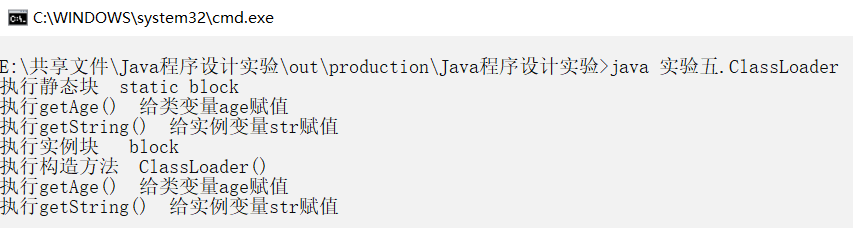 C:\WINDOWS\system32\cmd.exe
E:\共享文件\Java程序设计实验\out\production\Java程序设计实验>java 实验五.ClassLoader
执行静态块  static block
执行getAge()  给类变量age赋值
执行getString()  给实例变量str赋值
执行实例块   block
执行构造方法  ClassLoader()
执行getAge()  给类变量age赋值
执行getString()  给实例变量str赋值